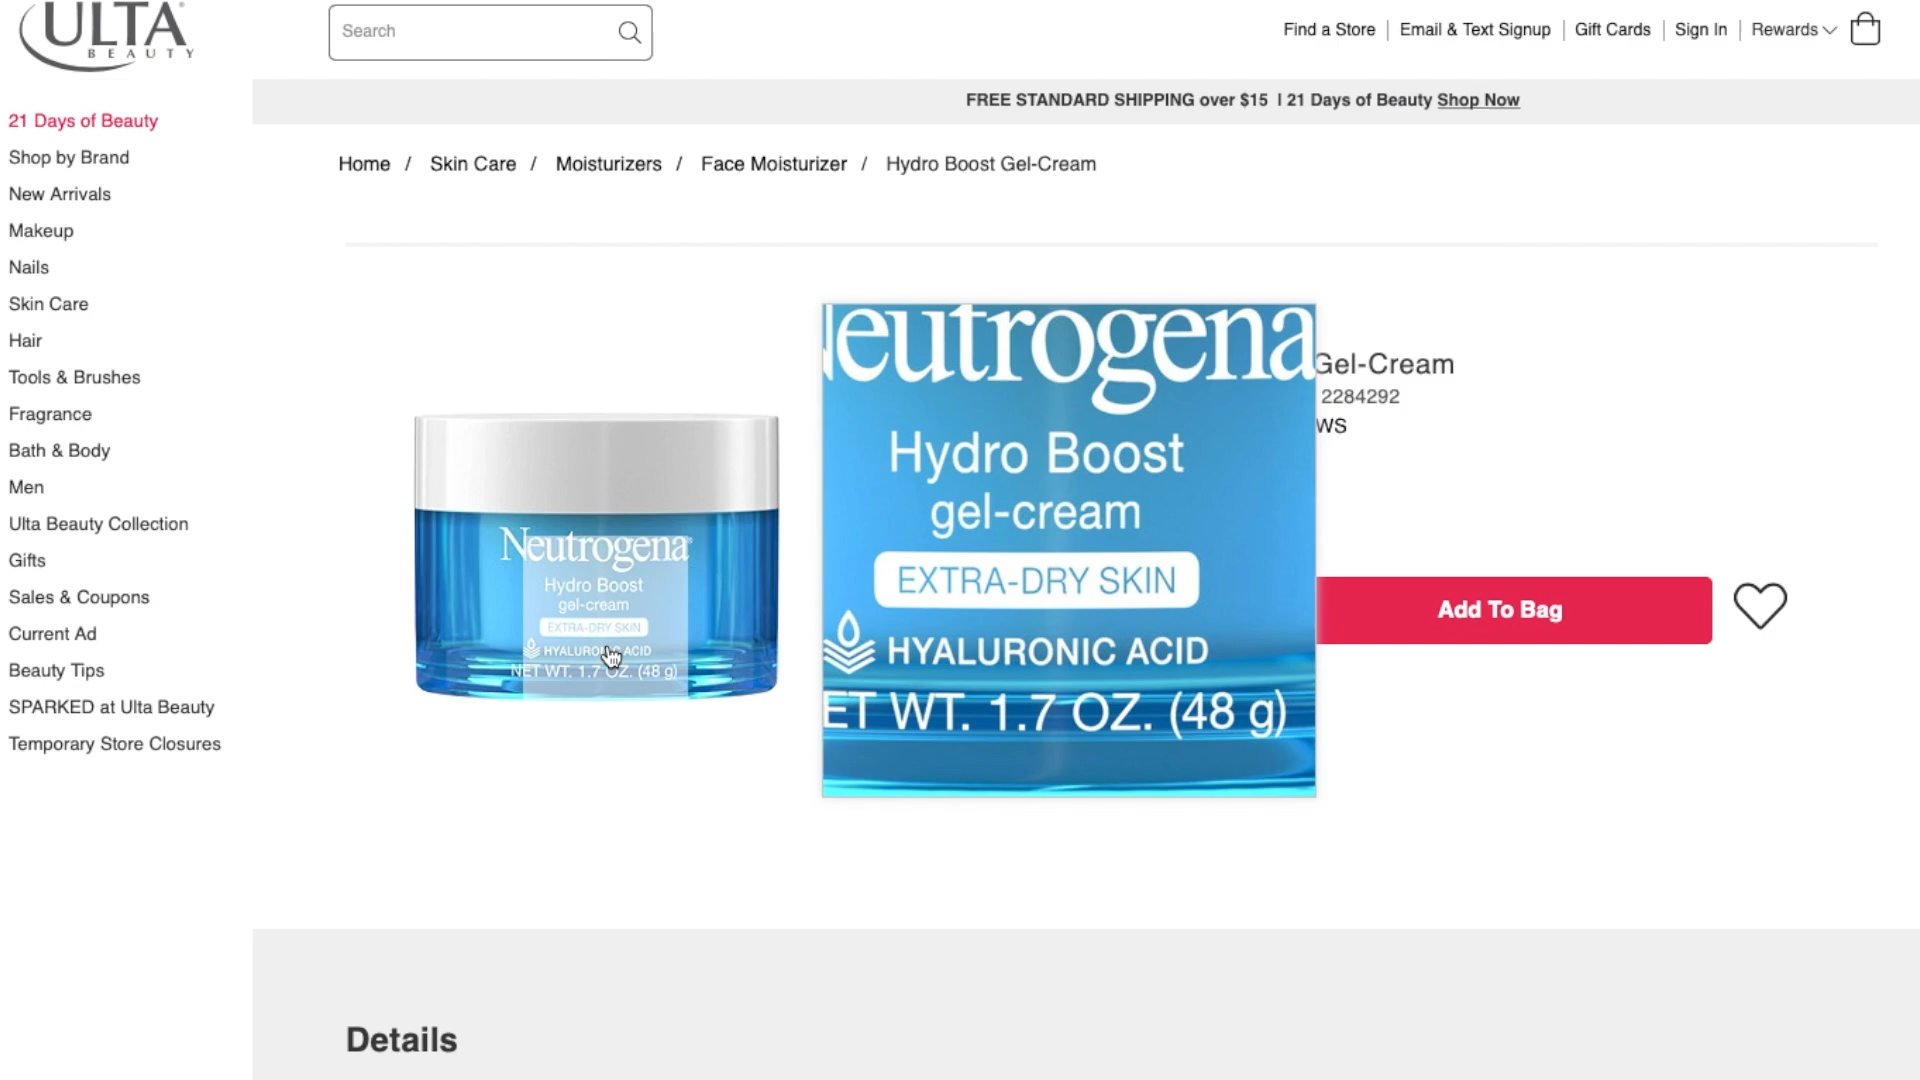 ULTA
BEAUTY
Search
Find a Store
Email & Text Signup
Gift Cards
Sign In
Rewards
FREE STANDARD SHIPPING over $15 | 21 Days of Beauty Shop Now
21 Days of Beauty
Shop by Brand
New Arrivals
Makeup
Nails
Skin Care
Hair
Tools & Brushes
Fragrance
Bath & Body
Men
Ulta Beauty Collection
Gifts
Sales & Coupons
Current Ad
Beauty Tips
SPARKED at Ulta Beauty
Temporary Store Closures
Home / Skin Care / Moisturizers / Face Moisturizer / Hydro Boost Gel-Cream
Neutrogena®
Hydro Boost
gel-cream
EXTRA-DRY SKIN
HYALURONIC ACID
NET WT. 1.7 OZ. (48 g)
eutrogena
Hydro Boost
gel-cream
EXTRA-DRY SKIN
HYALURONIC ACID
ET WT. 1.7 OZ. (48 g)
Gel-Cream
2284292
WS
Add To Bag
Details